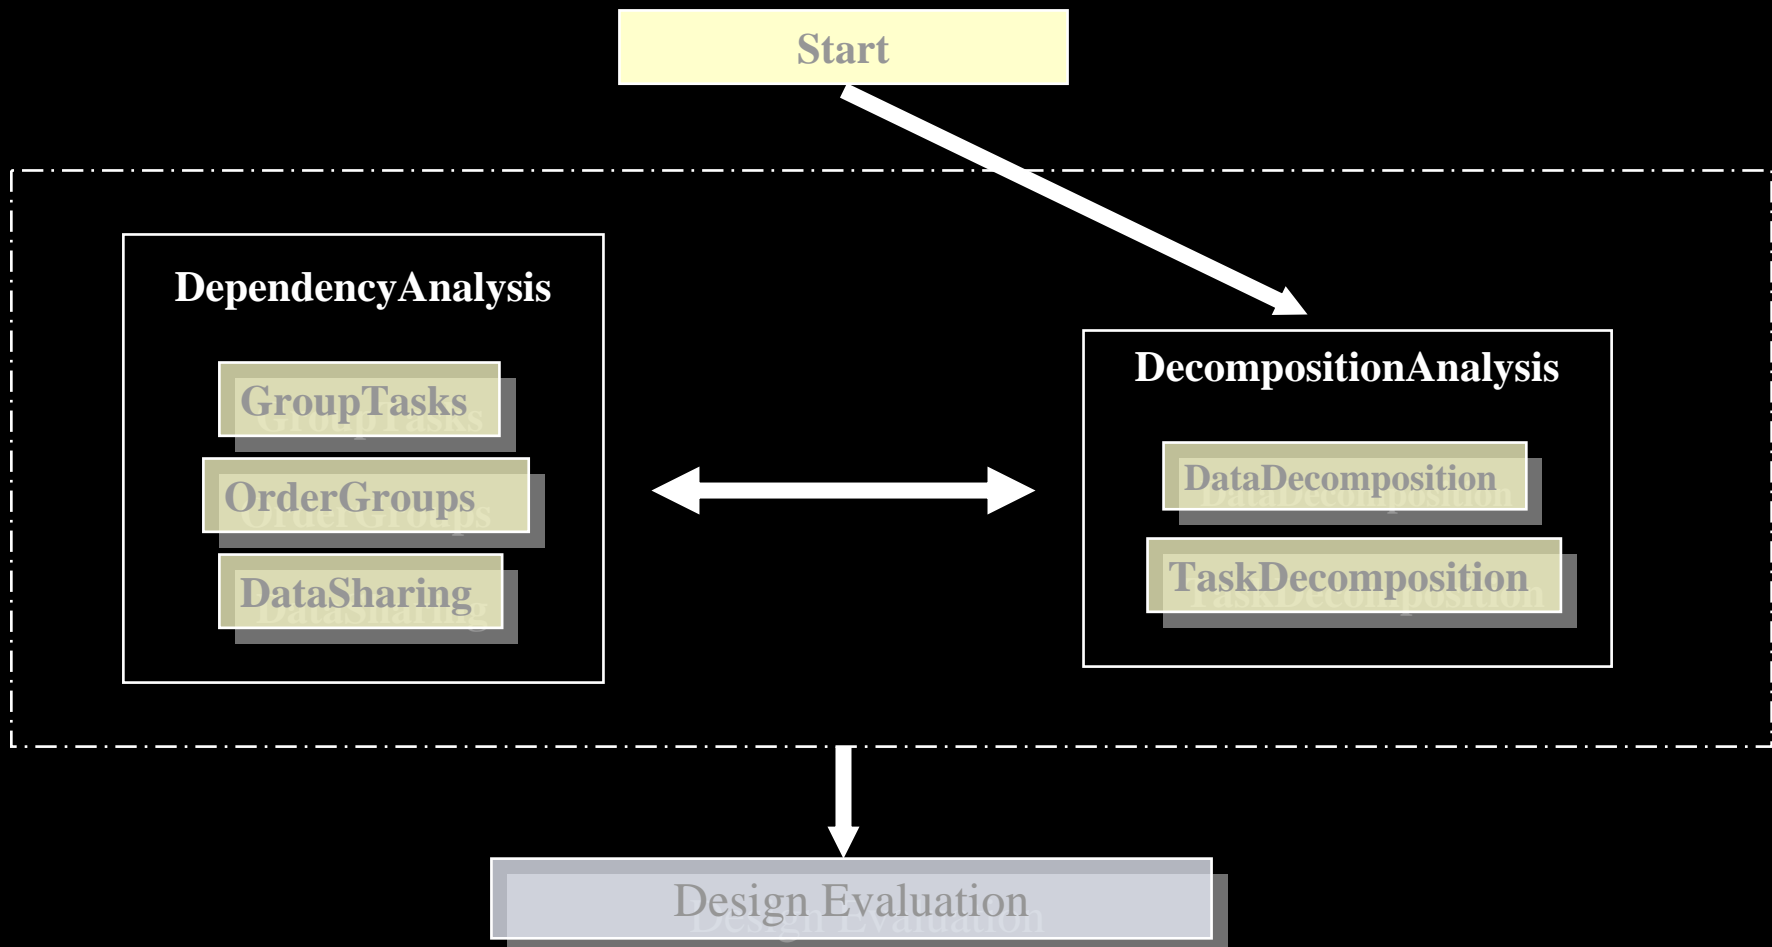 Start
DependencyAnalysis
GroupTasks
OrderGroups
DataSharing
DecompositionAnalysis
DataDecomposition
TaskDecomposition
Design Evaluation